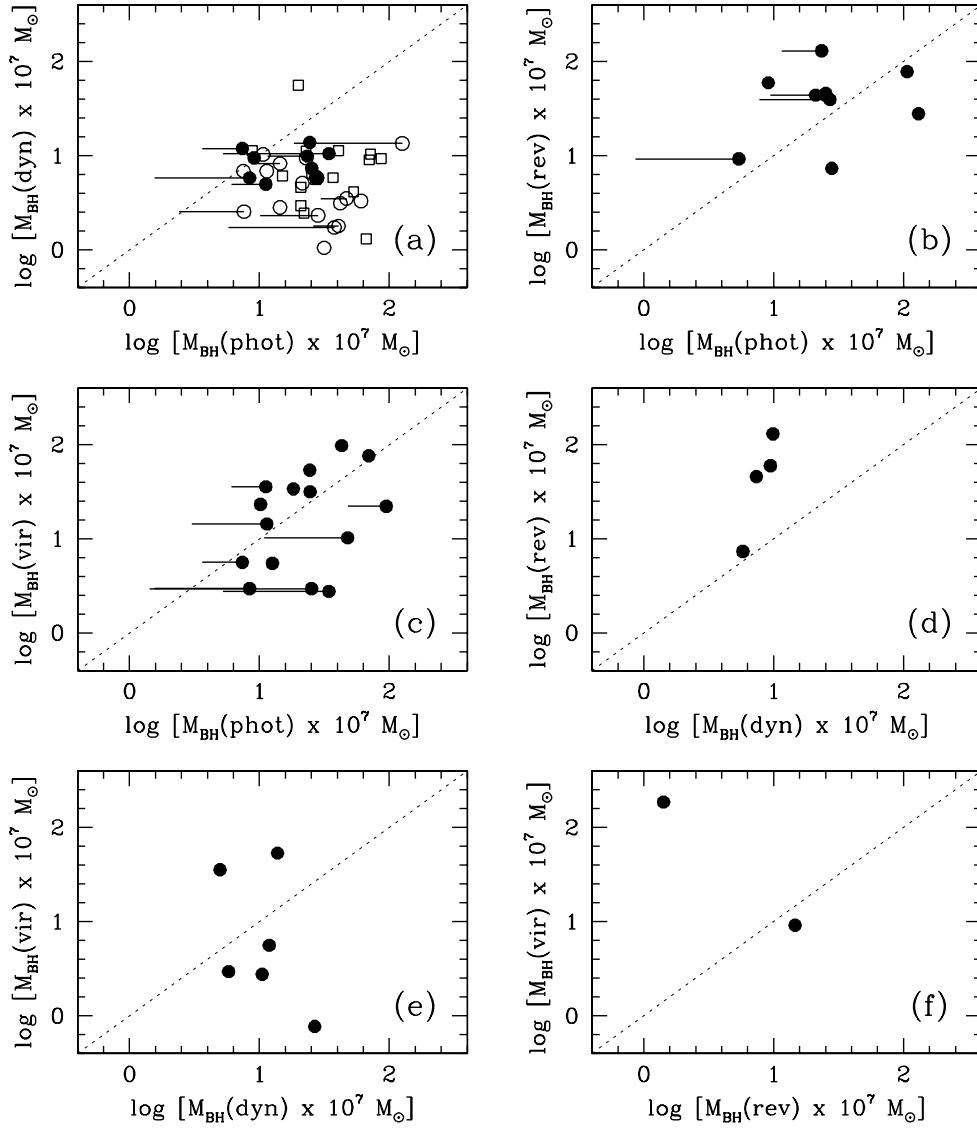 log [M_BH(dyn) x 10^7 M_⊙]
2
1
0
(a)
0 1 2
log [M_BH(phot) x 10^7 M_⊙]
log [M_BH(rev) x 10^7 M_⊙]
2
1
0
(b)
0 1 2
log [M_BH(phot) x 10^7 M_⊙]
log [M_BH(vir) x 10^7 M_⊙]
2
1
0
(c)
0 1 2
log [M_BH(phot) x 10^7 M_⊙]
log [M_BH(rev) x 10^7 M_⊙]
2
1
0
(d)
0 1 2
log [M_BH(dyn) x 10^7 M_⊙]
log [M_BH(vir) x 10^7 M_⊙]
2
1
0
(e)
0 1 2
log [M_BH(dyn) x 10^7 M_⊙]
log [M_BH(vir) x 10^7 M_⊙]
2
1
0
(f)
0 1 2
log [M_BH(rev) x 10^7 M_⊙]